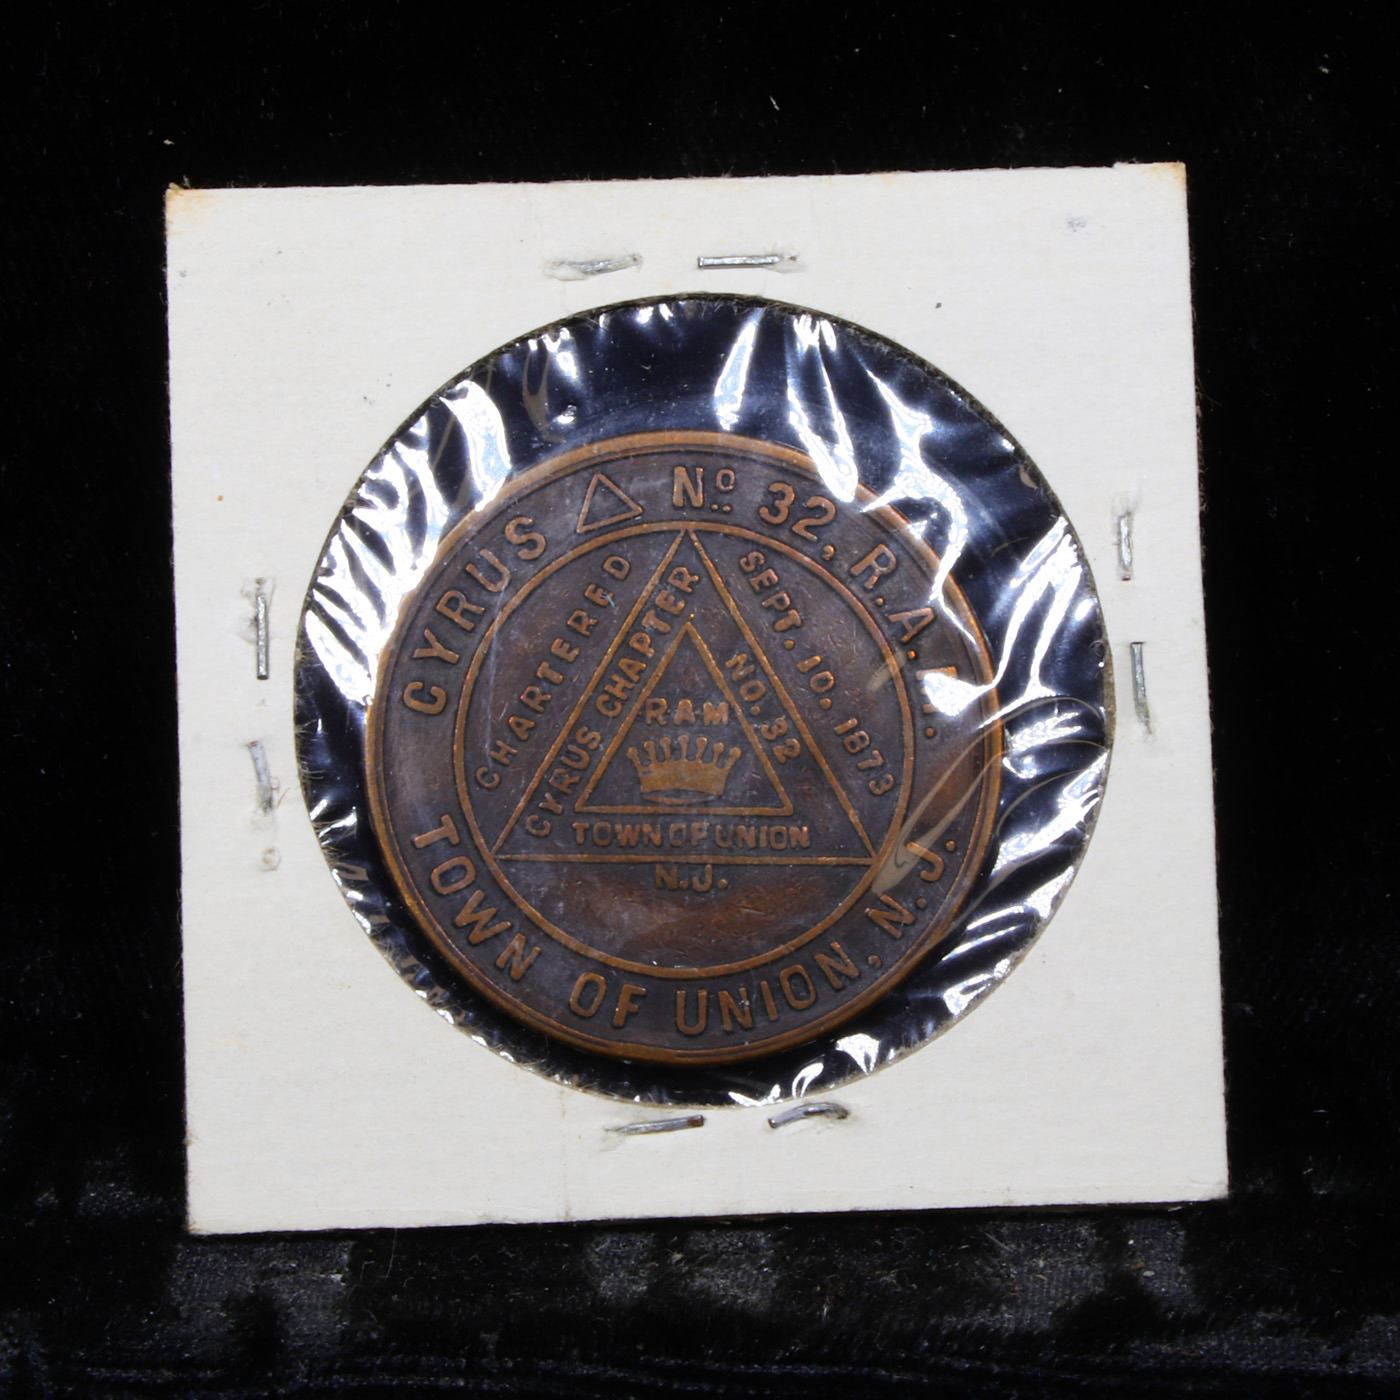 CYRUS △ No. 32, R.A.M.
TOWN OF UNION, N.J.
CHARTERED SEPT. 10. 1873
CYRUS CHAPTER NO. 32
TOWN OF UNION
N.J.
RAM